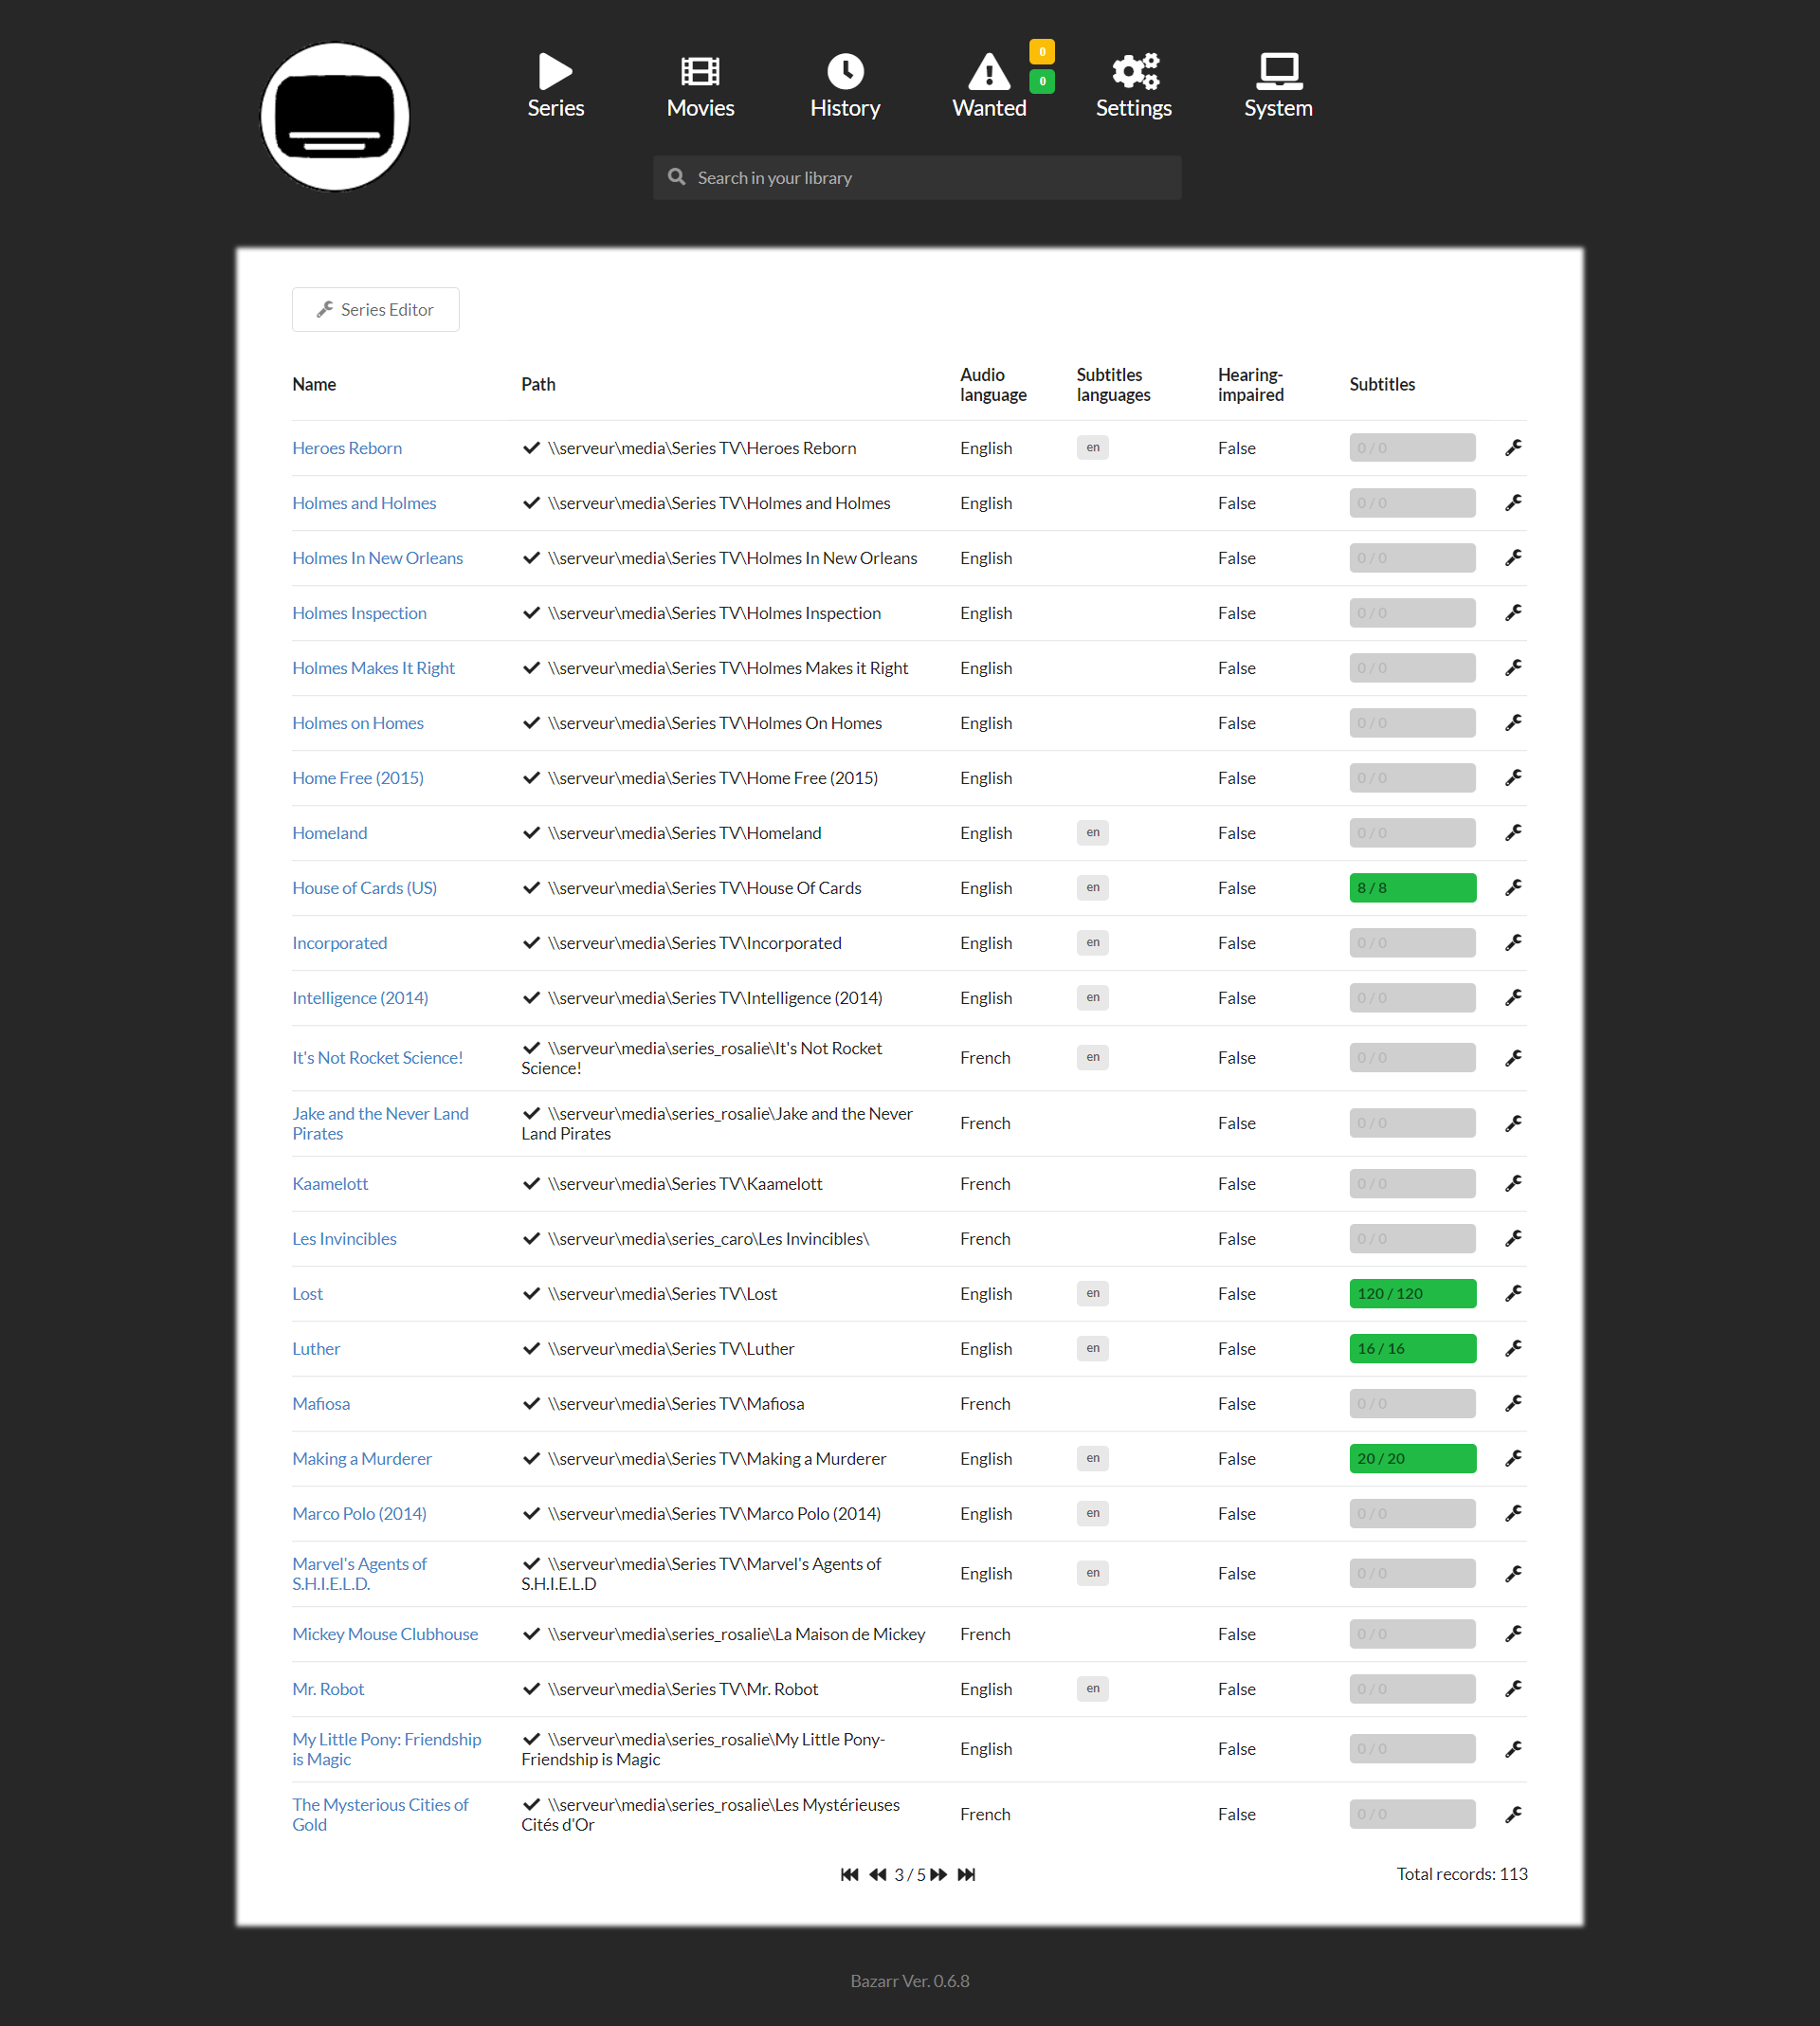 0
0
Series Movies History Wanted Settings System
Search in your library
Series Editor
Name Path Audio language Subtitles languages Hearing-impaired Subtitles
Heroes Reborn \\serveur\media\Series TV\Heroes Reborn English en False 0 / 0
Holmes and Holmes \\serveur\media\Series TV\Holmes and Holmes English False 0 / 0
Holmes In New Orleans \\serveur\media\Series TV\Holmes In New Orleans English False 0 / 0
Holmes Inspection \\serveur\media\Series TV\Holmes Inspection English False 0 / 0
Holmes Makes It Right \\serveur\media\Series TV\Holmes Makes it Right English False 0 / 0
Holmes on Homes \\serveur\media\Series TV\Holmes On Homes English False 0 / 0
Home Free (2015) \\serveur\media\Series TV\Home Free (2015) English False 0 / 0
Homeland \\serveur\media\Series TV\Homeland English en False 0 / 0
House of Cards (US) \\serveur\media\Series TV\House Of Cards English en False 8 / 8
Incorporated \\serveur\media\Series TV\Incorporated English en False 0 / 0
Intelligence (2014) \\serveur\media\Series TV\Intelligence (2014) English en False 0 / 0
It's Not Rocket Science! \\serveur\media\series_rosalie\It's Not Rocket Science! French en False 0 / 0
Jake and the Never Land Pirates \\serveur\media\series_rosalie\Jake and the Never Land Pirates French False 0 / 0
Kaamelott \\serveur\media\Series TV\Kaamelott French False 0 / 0
Les Invincibles \\serveur\media\series_caro\Les Invincibles\ French False 0 / 0
Lost \\serveur\media\Series TV\Lost English en False 120 / 120
Luther \\serveur\media\Series TV\Luther English en False 16 / 16
Mafiosa \\serveur\media\Series TV\Mafiosa French False 0 / 0
Making a Murderer \\serveur\media\Series TV\Making a Murderer English en False 20 / 20
Marco Polo (2014) \\serveur\media\Series TV\Marco Polo (2014) English en False 0 / 0
Marvel's Agents of S.H.I.E.L.D. \\serveur\media\Series TV\Marvel's Agents of S.H.I.E.L.D English en False 0 / 0
Mickey Mouse Clubhouse \\serveur\media\series_rosalie\La Maison de Mickey French False 0 / 0
Mr. Robot \\serveur\media\Series TV\Mr. Robot English en False 0 / 0
My Little Pony: Friendship is Magic \\serveur\media\series_rosalie\My Little Pony- Friendship is Magic English False 0 / 0
The Mysterious Cities of Gold \\serveur\media\series_rosalie\Les Mystérieuses Cités d'Or French False 0 / 0
3 / 5 Total records: 113
Bazarr Ver. 0.6.8